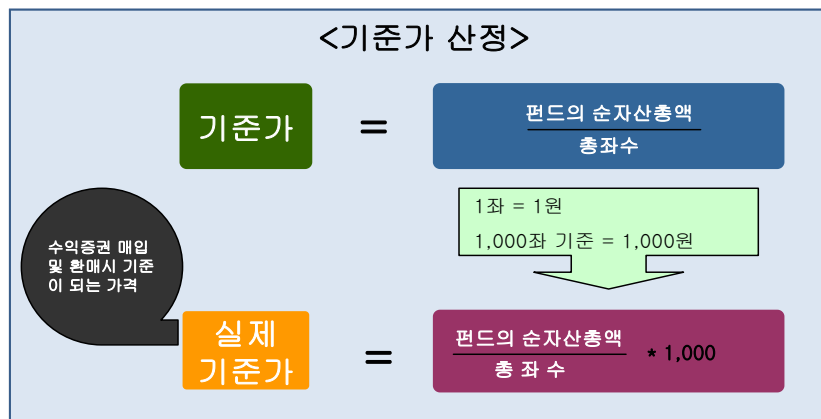 <기준가 산정>
기준가
=
펀드의 순자산총액
총좌수
1좌 = 1원
1,000좌 기준 = 1,000원
수익증권 매입
및 환매시 기준
이 되는 가격
실제
기준가
=
펀드의 순자산총액
총 좌 수
* 1,000